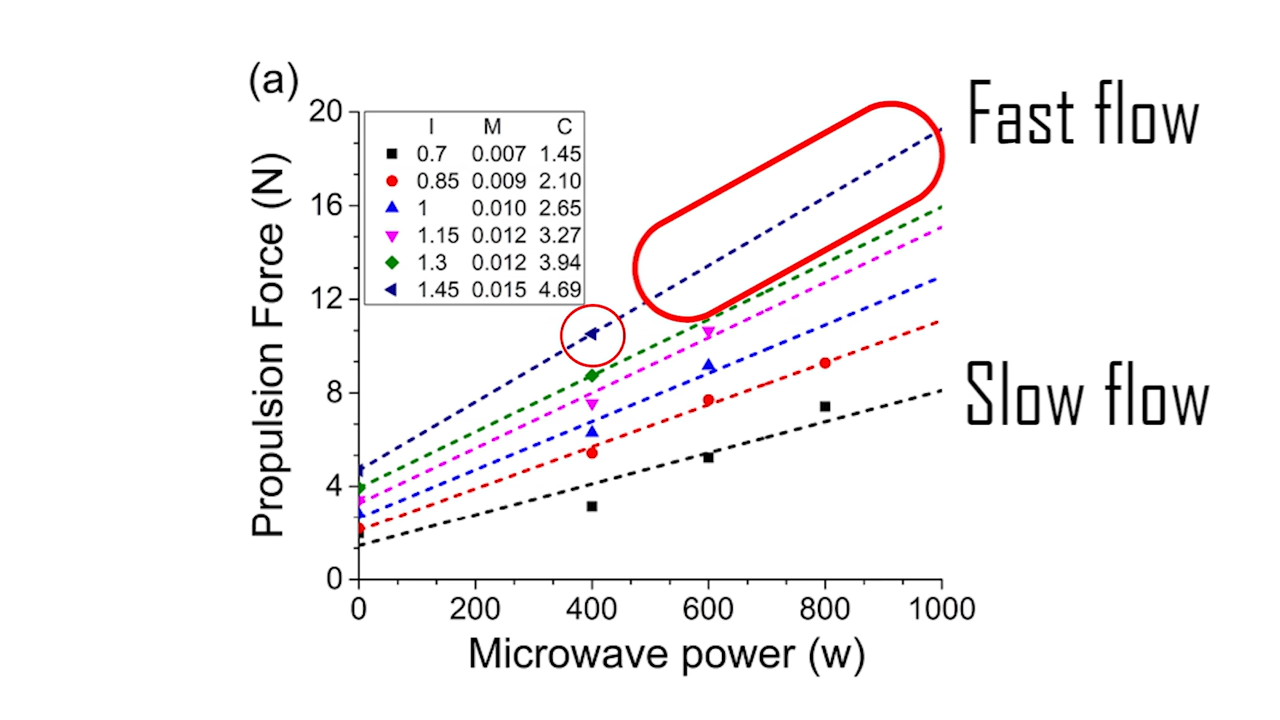 (a)
Fast flow
20
I M C
0.7 0.007 1.45
0.85 0.009 2.10
1 0.010 2.65
1.15 0.012 3.27
1.3 0.012 3.94
1.45 0.015 4.69
16
12
8
4
0
Propulsion Force (N)
Slow flow
0 200 400 600 800 1000
Microwave power (w)